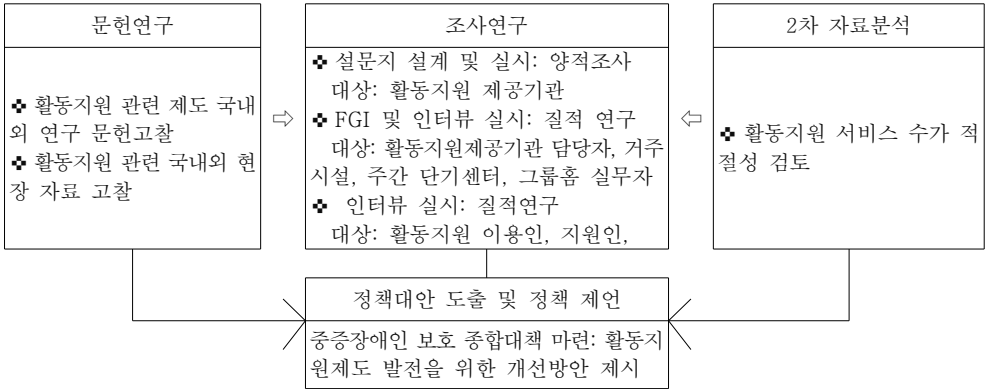 문헌연구
❖ 활동지원 관련 제도 국내
외 연구 문헌고찰
❖ 활동지원 관련 국내외 현
장 자료 고찰
⇨
조사연구
❖ 설문지 설계 및 실시: 양적조사
대상: 활동지원 제공기관
❖ FGI 및 인터뷰 실시: 질적 연구
대상: 활동지원제공기관 담당자, 거주
시설, 주간 단기센터, 그룹홈 실무자
❖ 인터뷰 실시: 질적연구
대상: 활동지원 이용인, 지원인,
⇦
2차 자료분석
❖ 활동지원 서비스 수가 적
절성 검토
정책대안 도출 및 정책 제언
중증장애인 보호 종합대책 마련: 활동지
원제도 발전을 위한 개선방안 제시